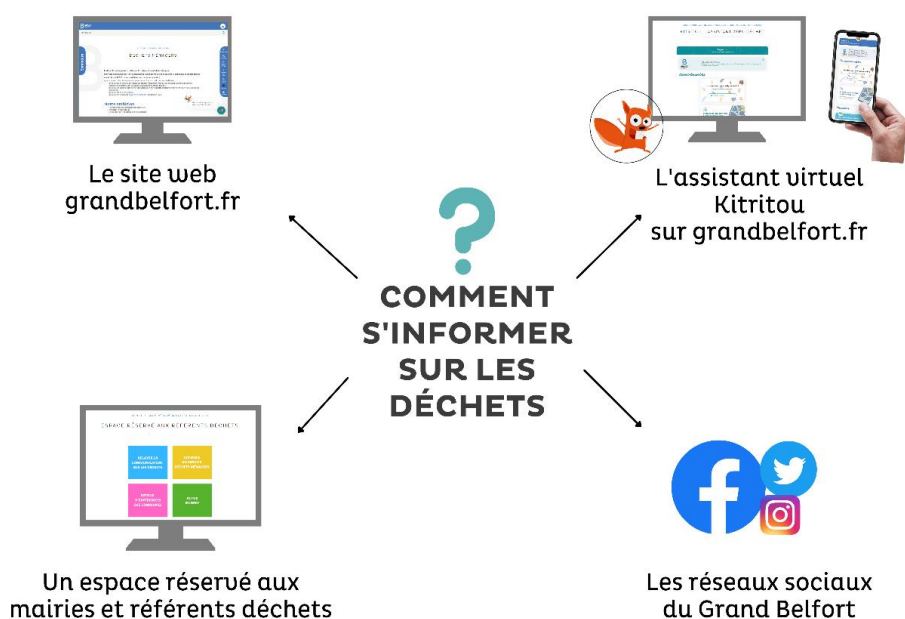 Le site web
grandbelfort.fr
L'assistant virtuel
Kitritou
sur grandbelfort.fr
?
COMMENT
S'INFORMER
SUR LES
DÉCHETS
ESPACE RÉSERVÉ AUX RÉFÉRENTS DÉCHETS
Un espace réservé aux
mairies et référents déchets
Les réseaux sociaux
du Grand Belfort